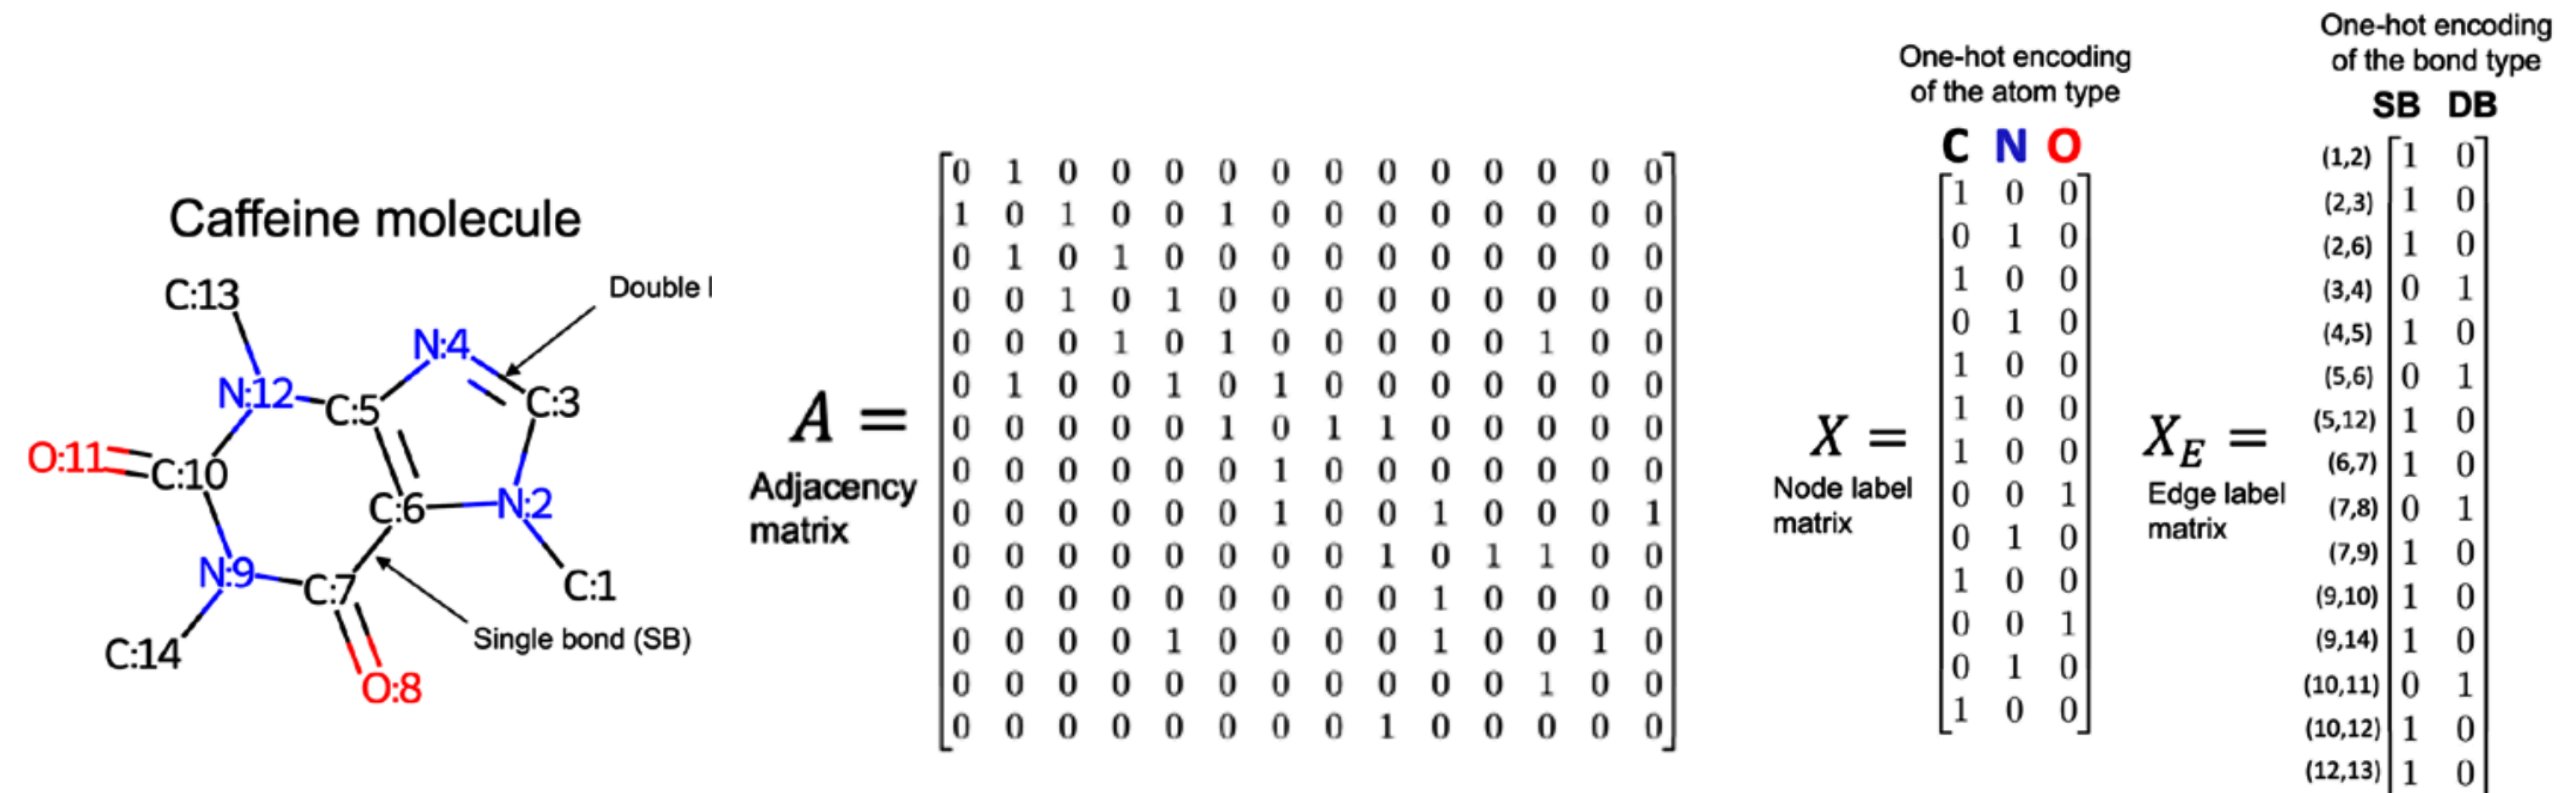 Caffeine molecule
C:13
Double
N:4
N:12
C:5
C:3
O:11
C:10
C:6
N:2
N:9
C:7
C:1
Single bond (SB)
C:14
O:8
A =
Adjacency
matrix
0 1 0 0 0 0 0 0 0 0 0 0 0 0
1 0 1 0 0 1 0 0 0 0 0 0 0 0
0 1 0 1 0 0 0 0 0 0 0 0 0 0
0 0 1 0 1 0 0 0 0 0 0 0 0 0
0 0 0 1 0 1 0 0 0 0 0 1 0 0
0 1 0 0 1 0 1 0 0 0 0 0 0 0
0 0 0 0 0 1 0 1 1 0 0 0 0 0
0 0 0 0 0 0 1 0 0 0 0 0 0 0
0 0 0 0 0 0 1 0 0 1 0 0 0 1
0 0 0 0 0 0 0 0 1 0 1 1 0 0
0 0 0 0 0 0 0 0 0 1 0 0 0 0
0 0 0 0 1 0 0 0 0 1 0 0 1 0
0 0 0 0 0 0 0 0 0 0 0 1 0 0
0 0 0 0 0 0 0 0 1 0 0 0 0 0
One-hot encoding
of the atom type
C N O
X =
Node label
matrix
1 0 0
0 1 0
1 0 0
0 1 0
1 0 0
1 0 0
1 0 0
0 0 1
0 1 0
1 0 0
0 0 1
0 1 0
1 0 0
One-hot encoding
of the bond type
SB DB
X_E =
Edge label
matrix
(1,2) 1 0
(2,3) 1 0
(2,6) 1 0
(3,4) 0 1
(4,5) 1 0
(5,6) 0 1
(5,12) 1 0
(6,7) 1 0
(7,8) 0 1
(7,9) 1 0
(9,10) 1 0
(9,14) 1 0
(10,11) 0 1
(10,12) 1 0
(12,13) 1 0